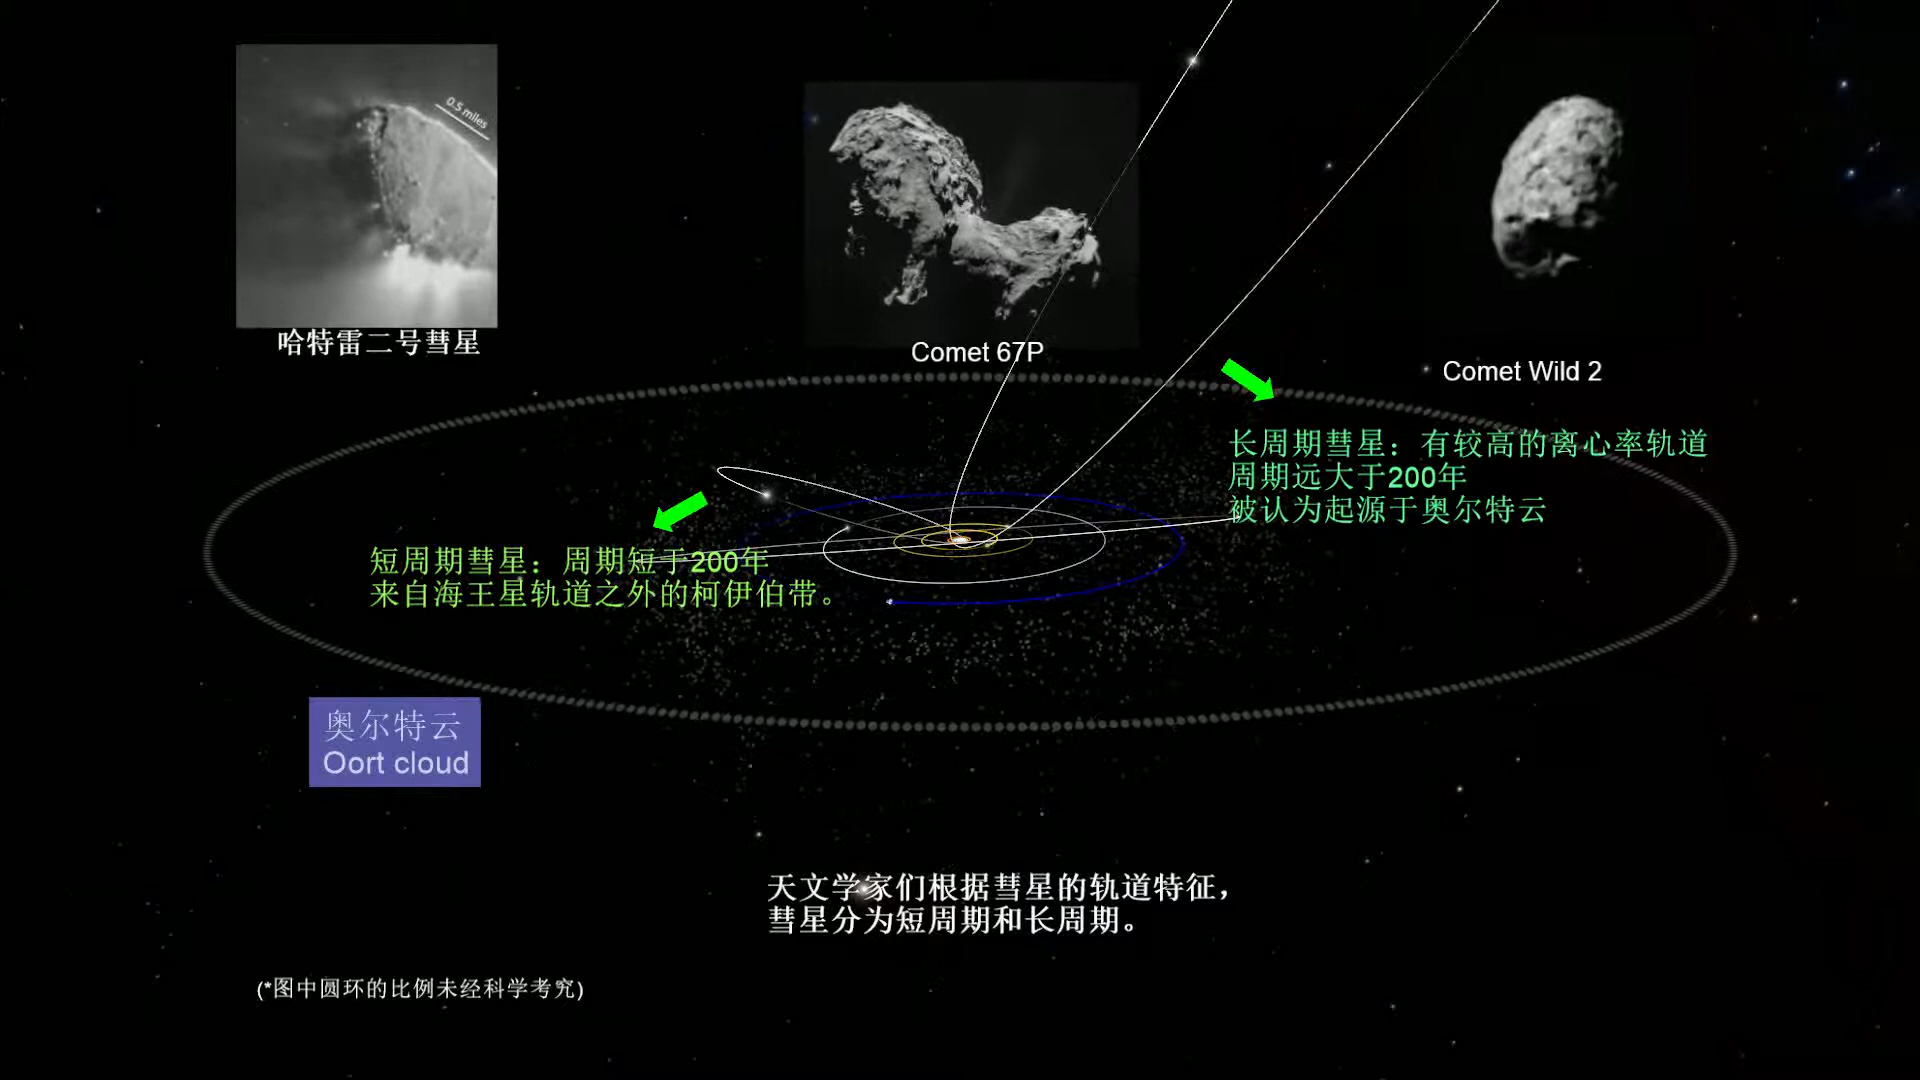 0.5 miles
哈特雷二号彗星
Comet 67P
Comet Wild 2
长周期彗星：有较高的离心率轨道
周期远大于200年
被认为起源于奥尔特云
短周期彗星：周期短于200年
来自海王星轨道之外的柯伊伯带。
奥尔特云
Oort cloud
天文学家们根据彗星的轨道特征，
彗星分为短周期和长周期。
(*图中圆环的比例未经科学考究)